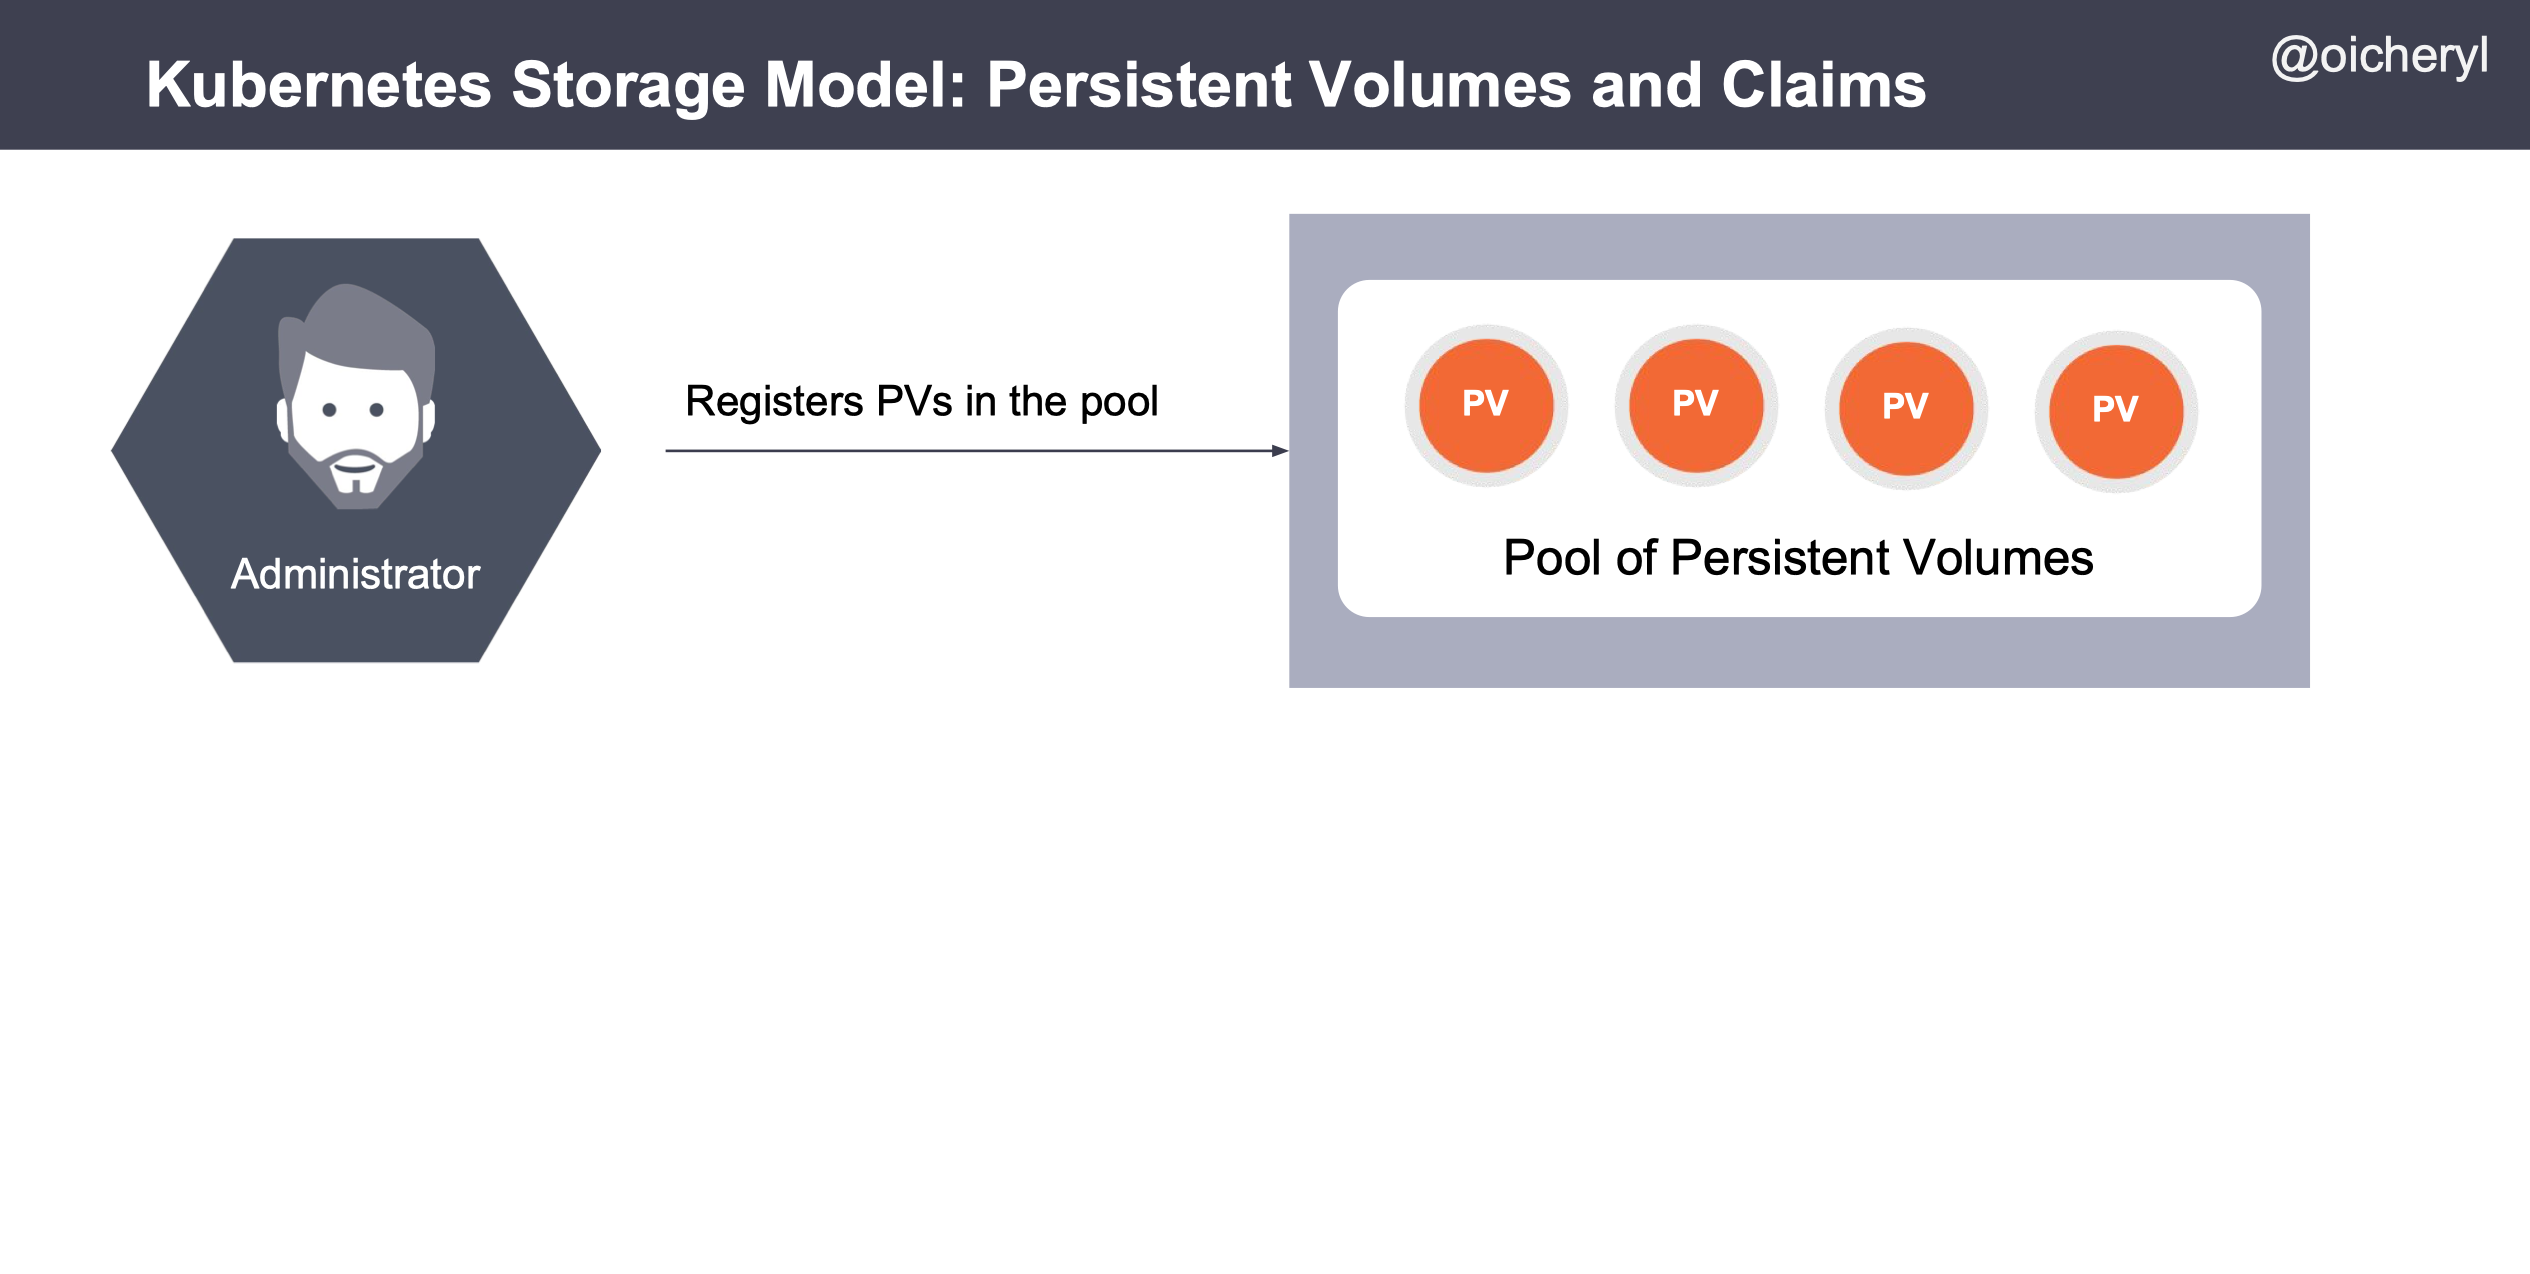 Kubernetes Storage Model: Persistent Volumes and Claims
@oicheryl
Administrator
Registers PVs in the pool
PV
PV
PV
PV
Pool of Persistent Volumes